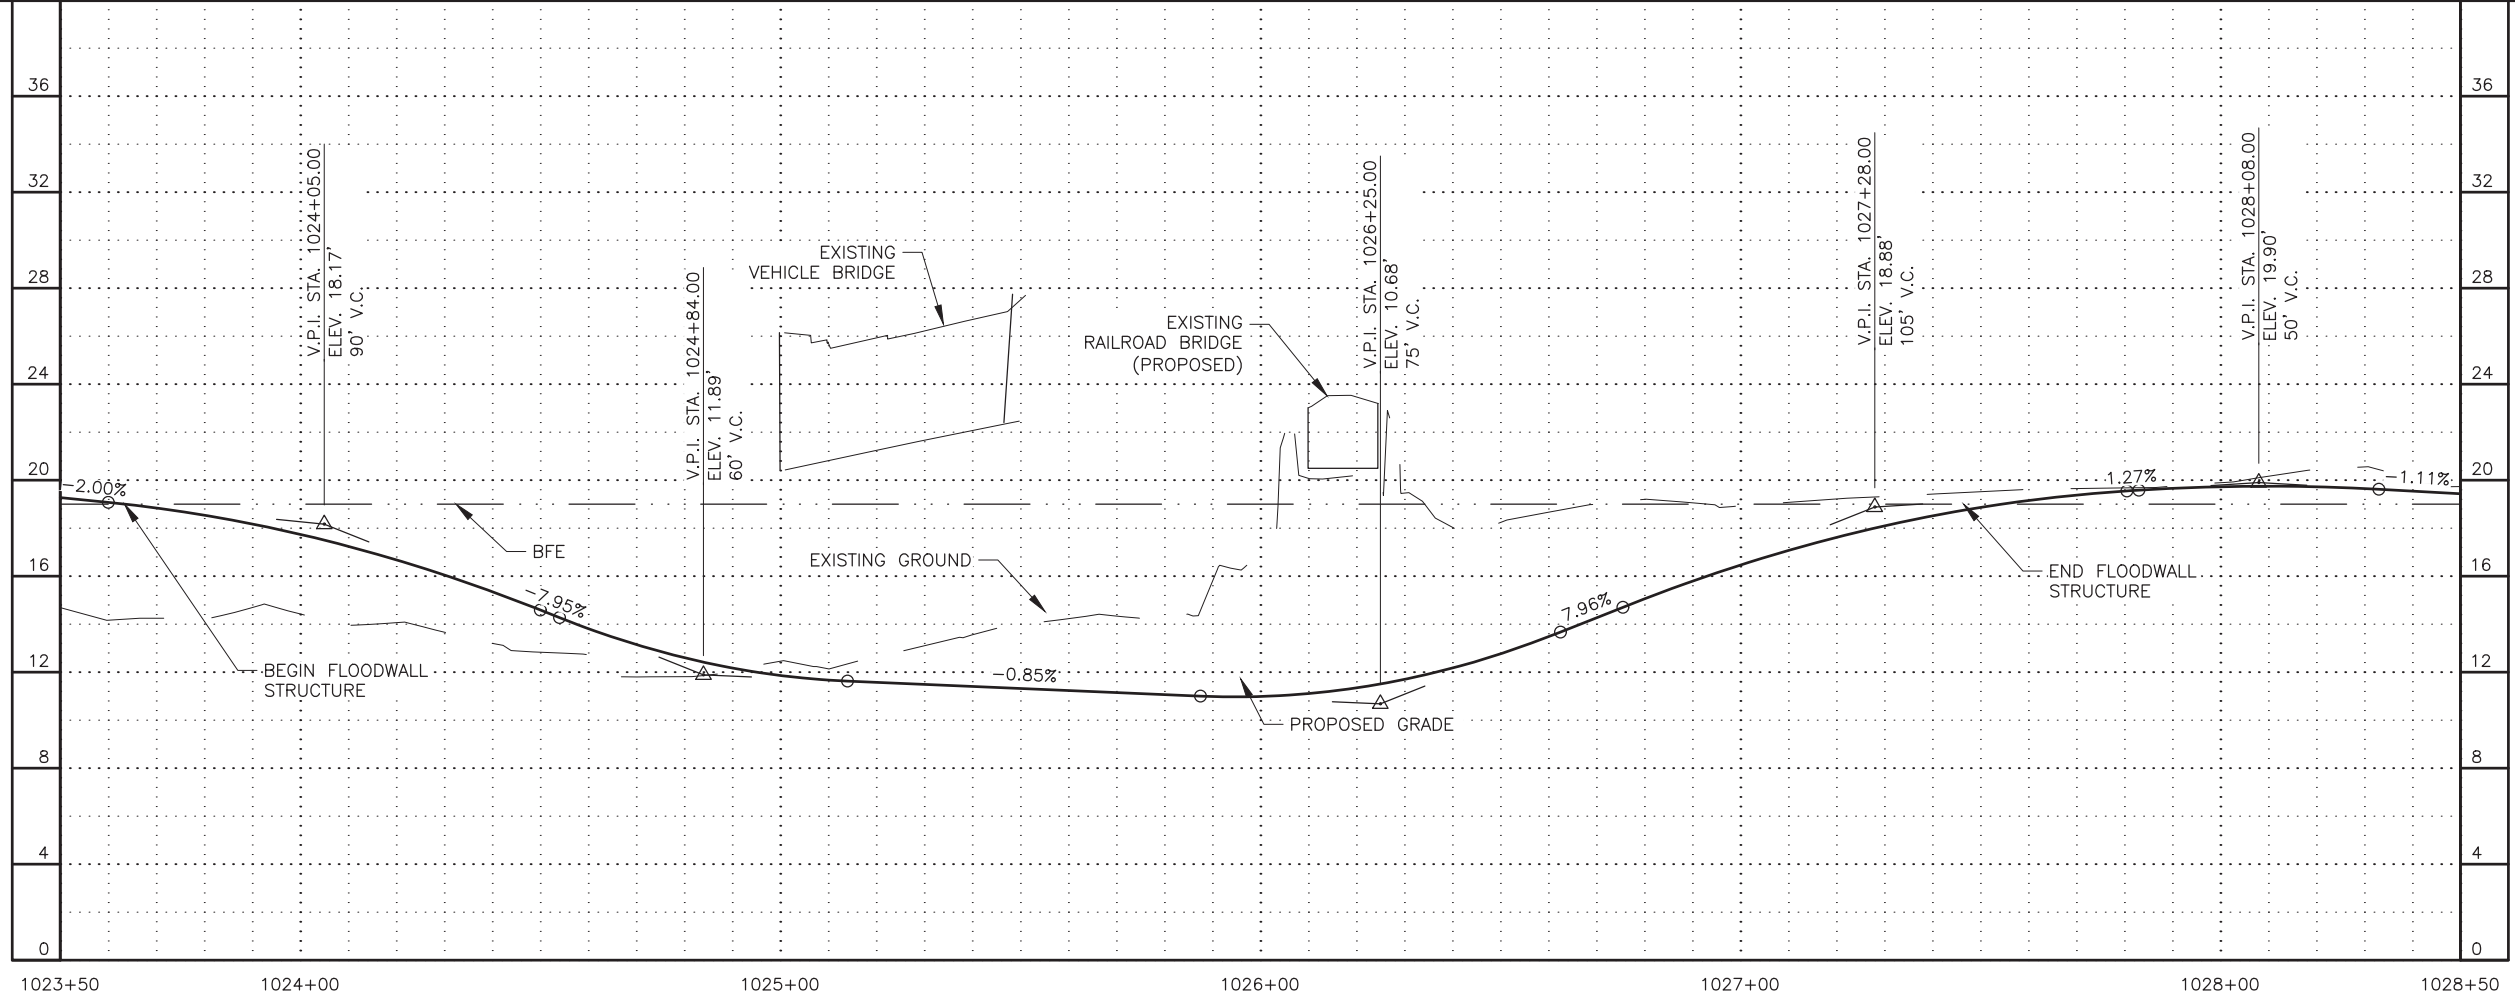 36
32
28
24
20
16
12
8
4
0
V.P.I. STA. 1024+05.00
ELEV. 18.17'
90' V.C.
V.P.I. STA. 1024+84.00
ELEV. 11.89'
60' V.C.
EXISTING
VEHICLE BRIDGE
EXISTING
RAILROAD BRIDGE
(PROPOSED)
V.P.I. STA. 1026+25.00
ELEV. 10.68'
75' V.C.
V.P.I. STA. 1027+28.00
ELEV. 18.88'
105' V.C.
V.P.I. STA. 1028+08.00
ELEV. 19.90'
50' V.C.
-2.00%
-7.95%
-0.85%
7.96%
1.27%
-1.11%
BFE
EXISTING GROUND
BEGIN FLOODWALL
STRUCTURE
PROPOSED GRADE
END FLOODWALL
STRUCTURE
36
32
28
24
20
16
12
8
4
0
1023+50
1024+00
1025+00
1026+00
1027+00
1028+00
1028+50